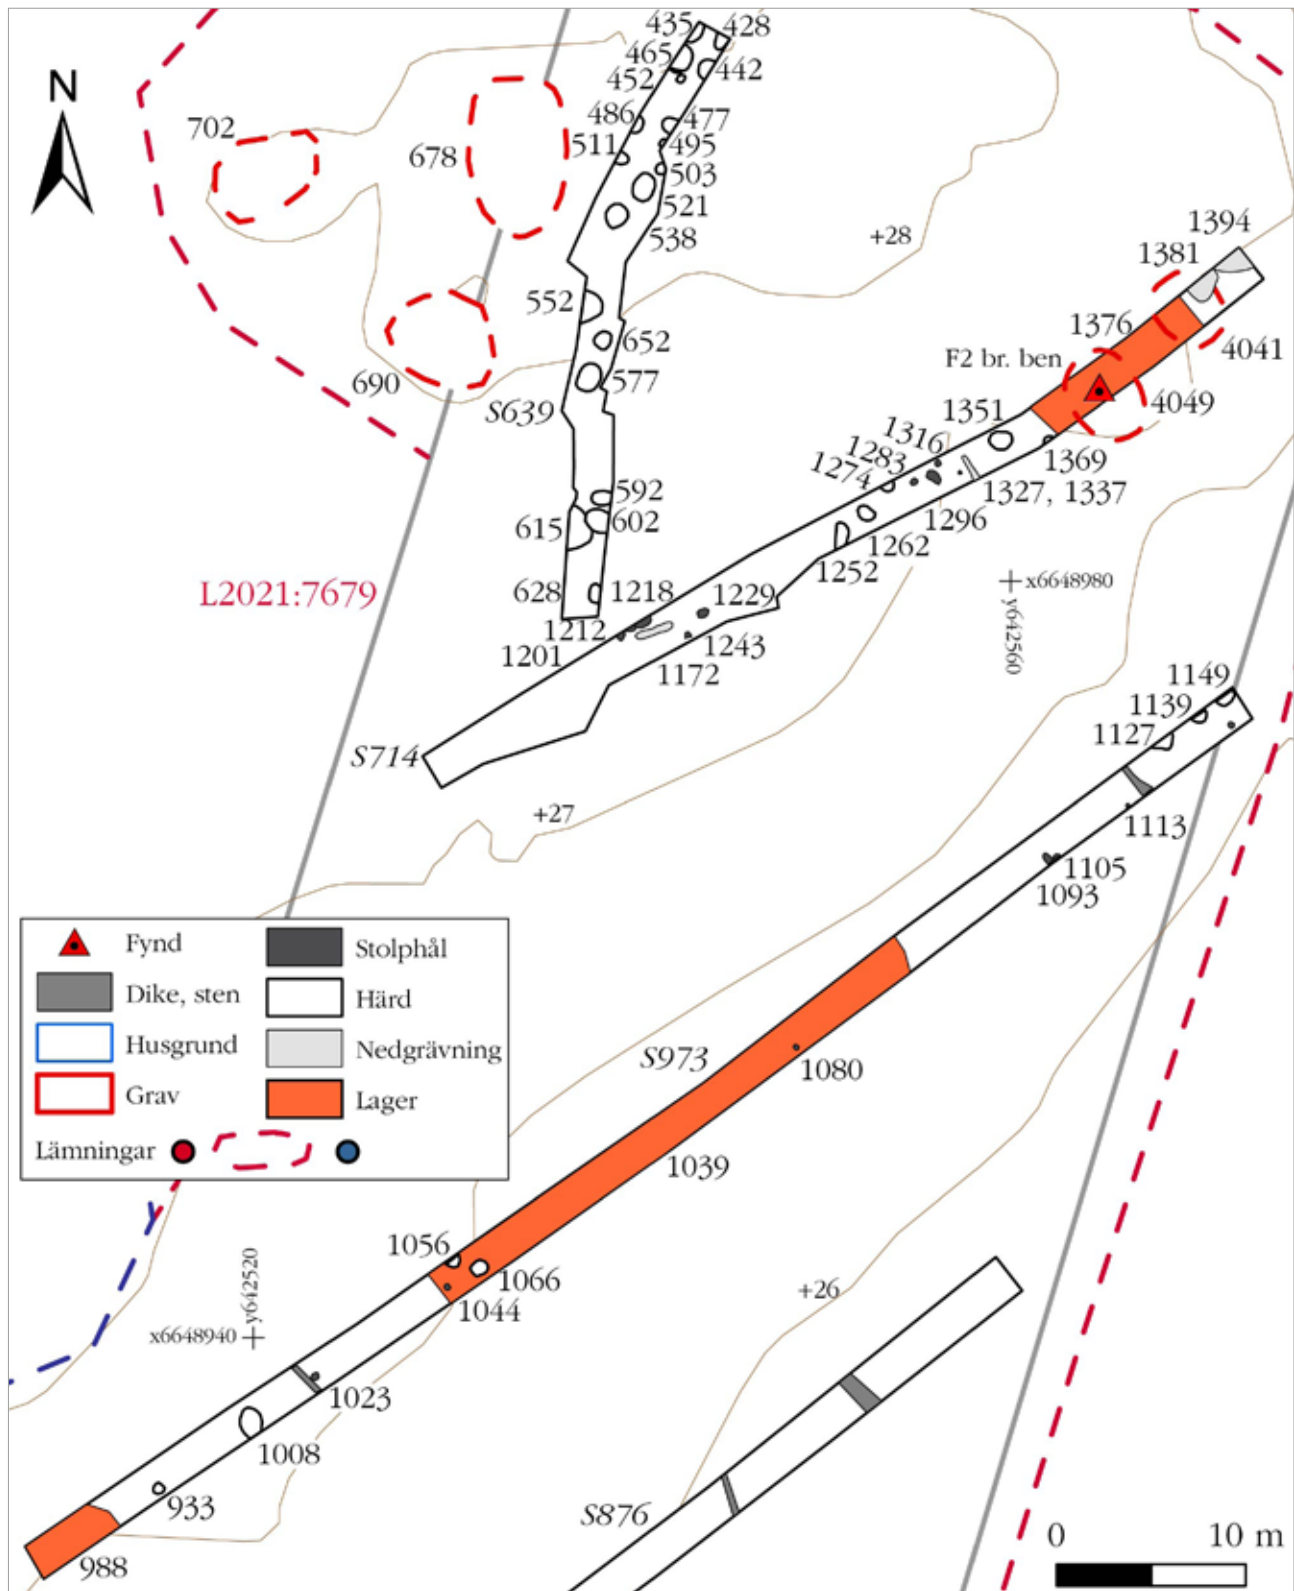 N
435
428
465
452
442
486
477
511
495
503
521
538
702
678
552
652
577
690
S639
592
615
602
628
L2021:7679
+28
1394
1381
1376
4041
F2 br. ben
4049
1351
1316
1283
1274
1369
1327, 1337
1296
1262
1252
1218
1229
1212
1243
1201
1172
S714
x6648980
y642560
+27
1149
1139
1127
1113
1105
1093
Fynd
Dike, sten
Husgrund
Grav
Lämningar
Stolphål
Härd
Nedgrävning
Lager
S973
1080
1039
1056
1066
1044
y642520
x6648940
+26
1023
1008
933
988
S876
0 10 m